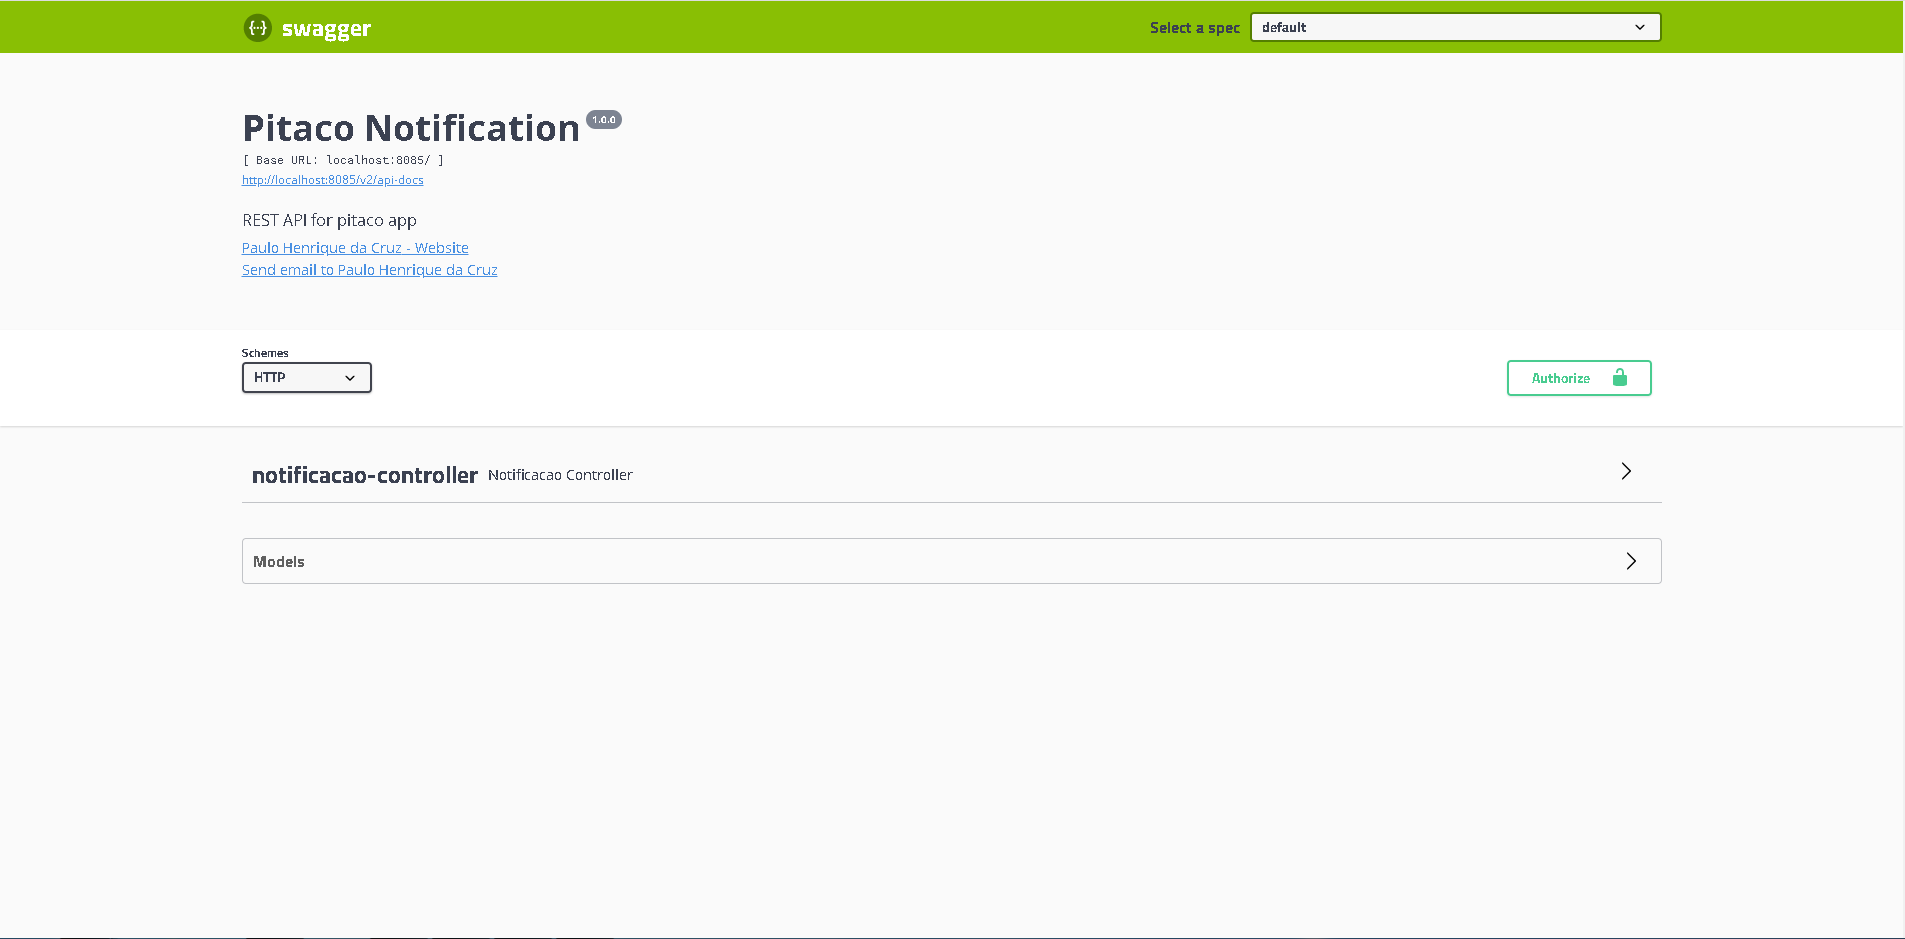 {···} swagger
Select a spec default
Pitaco Notification 1.0.0
[ Base URL: localhost:8085/ ]
http://localhost:8085/v2/api-docs
REST API for pitaco app
Paulo Henrique da Cruz - Website
Send email to Paulo Henrique da Cruz
Schemes
HTTP
Authorize
notificacao-controller Notificacao Controller
Models